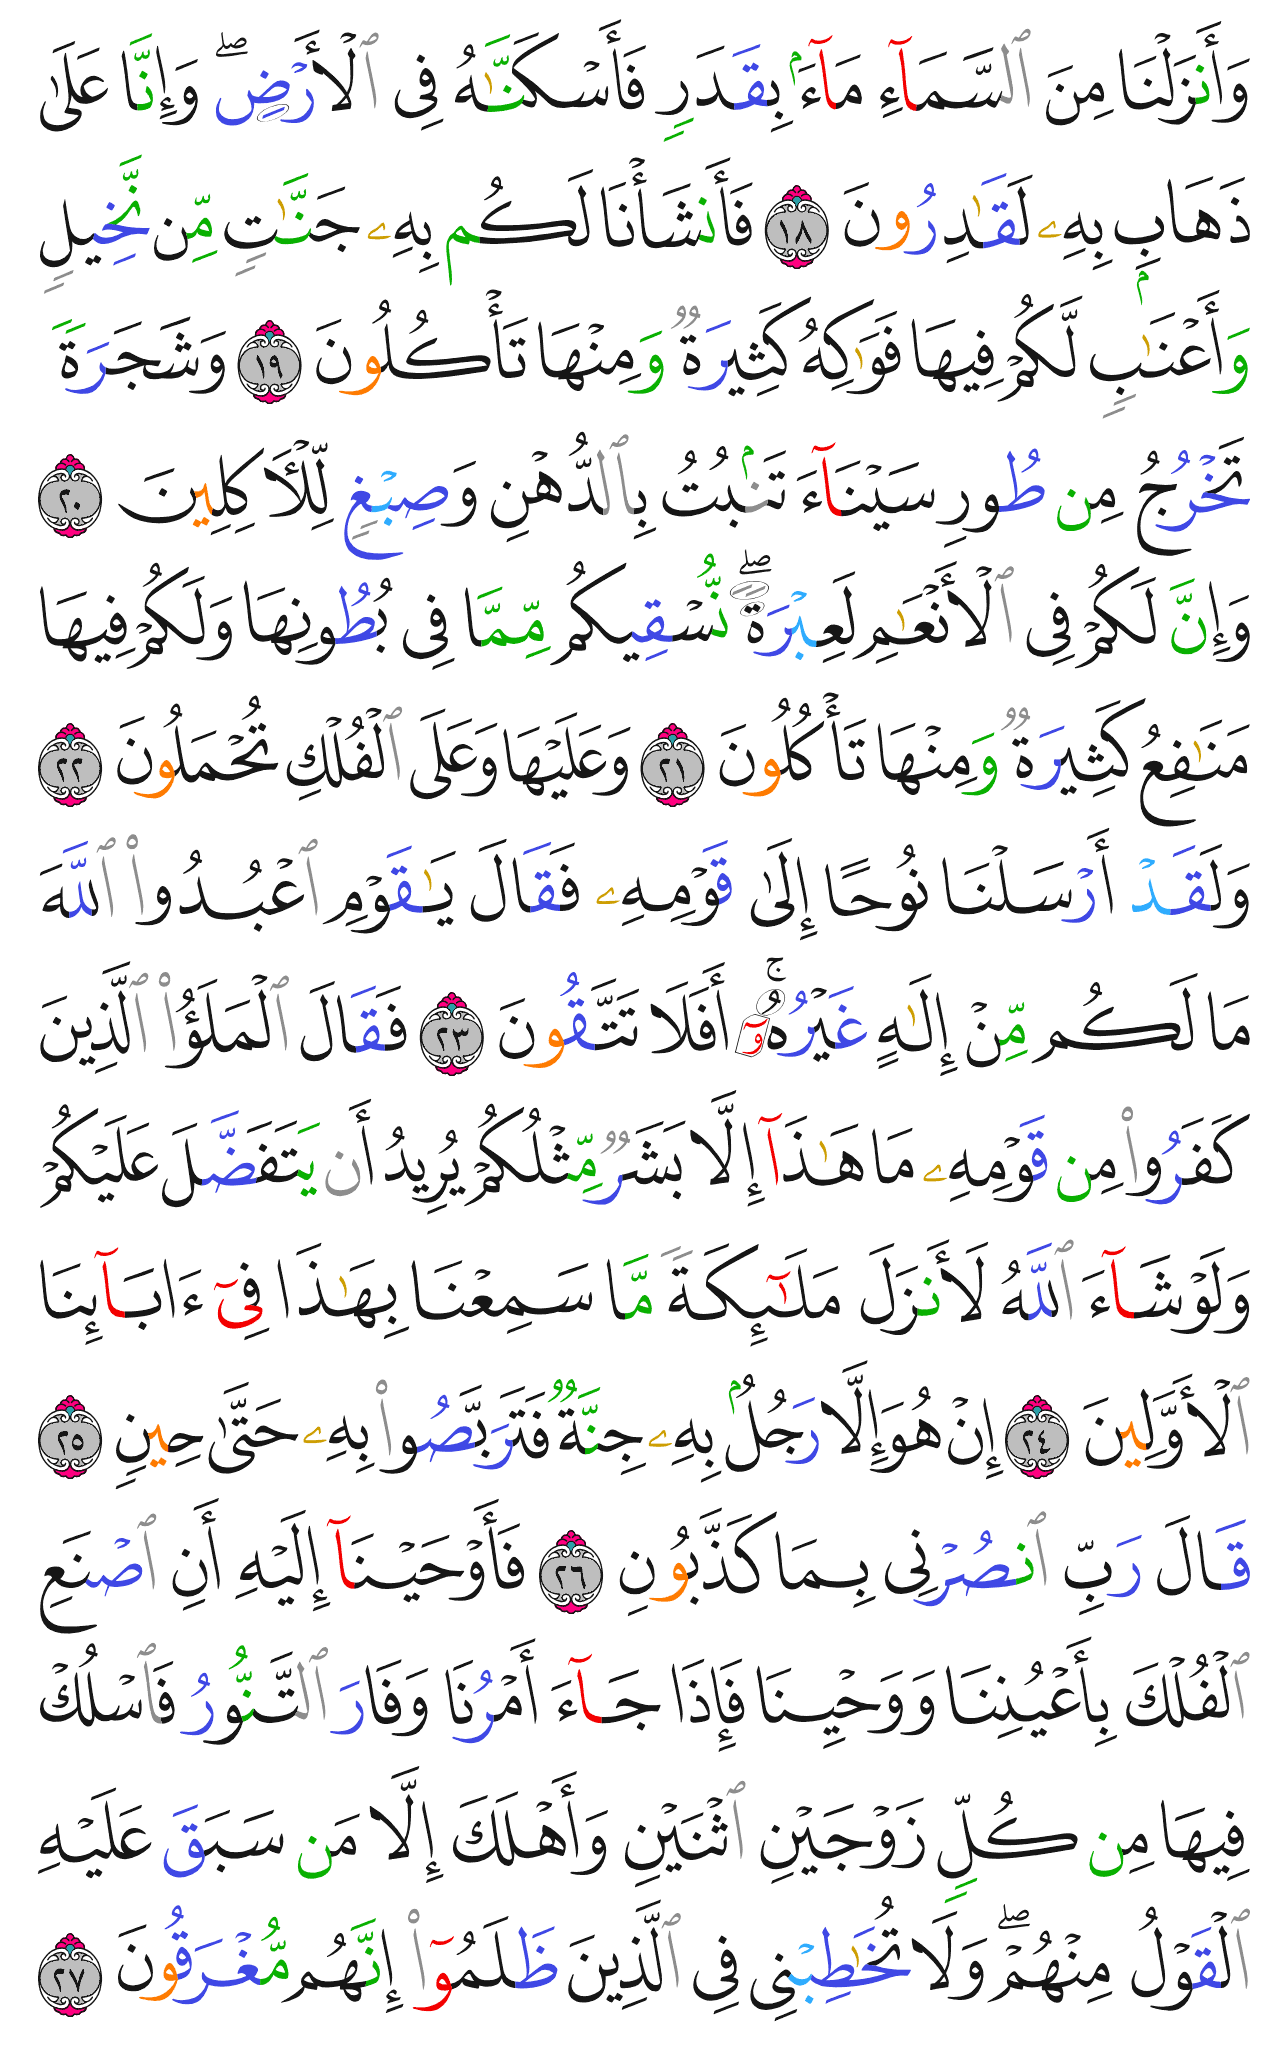 وَأَنزَلْنَا مِنَ ٱلسَّمَآءِ مَآءًۢ بِقَدَرٍ فَأَسْكَنَّٰهُ فِى ٱلْأَرْضِ ۖ وَإِنَّا عَلَىٰ
ذَهَابٍۭ بِهِۦ لَقَٰدِرُونَ ١٨ فَأَنشَأْنَا لَكُم بِهِۦ جَنَّٰتٍ مِّن نَّخِيلٍ
وَأَعْنَٰبٍ لَّكُمْ فِيهَا فَوَٰكِهُ كَثِيرَةٌ وَمِنْهَا تَأْكُلُونَ ١٩ وَشَجَرَةً
تَخْرُجُ مِن طُورِ سَيْنَآءَ تَنۢبُتُ بِٱلدُّهْنِ وَصِبْغٍ لِّلْءَاكِلِينَ ٢٠
وَإِنَّ لَكُمْ فِى ٱلْأَنْعَٰمِ لَعِبْرَةً ۖ نُّسْقِيكُم مِّمَّا فِى بُطُونِهَا وَلَكُمْ فِيهَا
مَنَٰفِعُ كَثِيرَةٌ وَمِنْهَا تَأْكُلُونَ ٢١ وَعَلَيْهَا وَعَلَى ٱلْفُلْكِ تُحْمَلُونَ ٢٢
وَلَقَدْ أَرْسَلْنَا نُوحًا إِلَىٰ قَوْمِهِۦ فَقَالَ يَٰقَوْمِ ٱعْبُدُوا۟ ٱللَّهَ
مَا لَكُم مِّنْ إِلَٰهٍ غَيْرُهُۥٓ ۚ أَفَلَا تَتَّقُونَ ٢٣ فَقَالَ ٱلْمَلَؤُا۟ ٱلَّذِينَ
كَفَرُوا۟ مِن قَوْمِهِۦ مَا هَٰذَآ إِلَّا بَشَرٌ مِّثْلُكُمْ يُرِيدُ أَن يَتَفَضَّلَ عَلَيْكُمْ
وَلَوْ شَآءَ ٱللَّهُ لَأَنزَلَ مَلَٰٓئِكَةً مَّا سَمِعْنَا بِهَٰذَا فِىٓ ءَابَآئِنَا
ٱلْأَوَّلِينَ ٢٤ إِنْ هُوَ إِلَّا رَجُلٌۢ بِهِۦ جِنَّةٌ فَتَرَبَّصُوا۟ بِهِۦ حَتَّىٰ حِينٍ ٢٥
قَالَ رَبِّ ٱنصُرْنِى بِمَا كَذَّبُونِ ٢٦ فَأَوْحَيْنَآ إِلَيْهِ أَنِ ٱصْنَعِ
ٱلْفُلْكَ بِأَعْيُنِنَا وَوَحْيِنَا فَإِذَا جَآءَ أَمْرُنَا وَفَارَ ٱلتَّنُّورُ فَٱسْلُكْ
فِيهَا مِن كُلٍّ زَوْجَيْنِ ٱثْنَيْنِ وَأَهْلَكَ إِلَّا مَن سَبَقَ عَلَيْهِ
ٱلْقَوْلُ مِنْهُمْ ۖ وَلَا تُخَٰطِبْنِى فِى ٱلَّذِينَ ظَلَمُوٓا۟ إِنَّهُم مُّغْرَقُونَ ٢٧